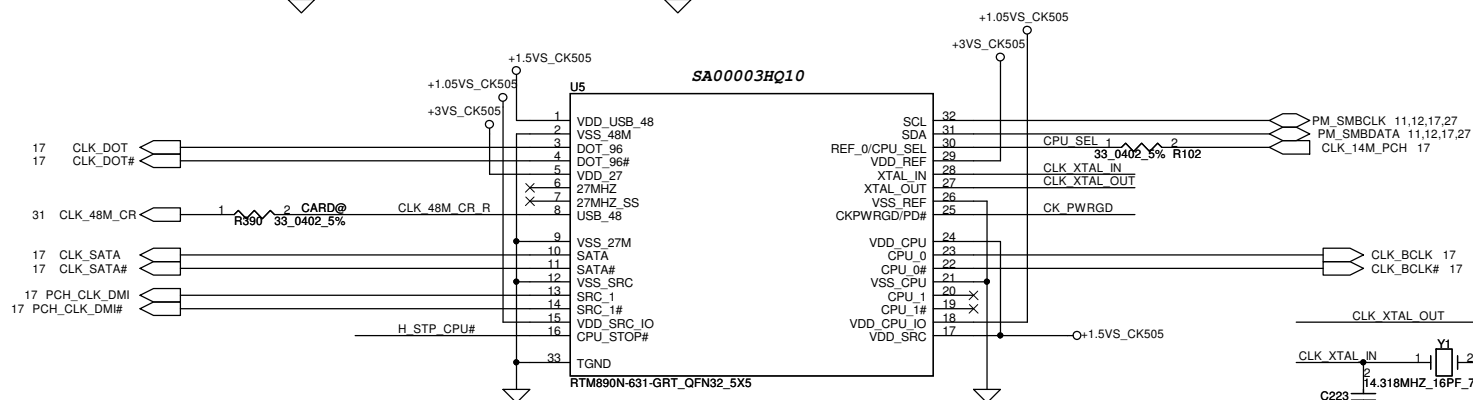 +1.05VS_CK505
+3VS_CK505
+1.5VS_CK505
SA00003HQ10
+1.05VS_CK505
U5
+3VS_CK505
1 VDD_USB_48 SCL 32 PM_SMBCLK 11,12,17,27
2 VSS_48M SDA 31 PM_SMBDATA 11,12,17,27
17 CLK_DOT 3 DOT_96 REF_0/CPU_SEL 30 CPU_SEL 1 2 CLK_14M_PCH 17
33_0402_5% R102
17 CLK_DOT# 4 DOT_96# VDD_REF 29
5 VDD_27 XTAL_IN 28 CLK_XTAL_IN
6 27MHZ XTAL_OUT 27 CLK_XTAL_OUT
7 27MHZ_SS VSS_REF 26
31 CLK_48M_CR 1 2 CARD@ CLK_48M_CR_R 8 USB_48 CKPWRGD/PD# 25 CK_PWRGD
R390 33_0402_5%
9 VSS_27M VDD_CPU 24
17 CLK_SATA 10 SATA CPU_0 23 CLK_BCLK 17
17 CLK_SATA# 11 SATA# CPU_0# 22 CLK_BCLK# 17
12 VSS_SRC VSS_CPU 21
17 PCH_CLK_DMI 13 SRC_1 CPU_1 20
17 PCH_CLK_DMI# 14 SRC_1# CPU_1# 19
15 VDD_SRC_IO VDD_CPU_IO 18
H_STP_CPU# 16 CPU_STOP# VDD_SRC 17 +1.5VS_CK505
CLK_XTAL_OUT
33 TGND
Y1
CLK_XTAL_IN 1 2
RTM890N-631-GRT_QFN32_5X5
2
14.318MHZ_16PF_7
C223